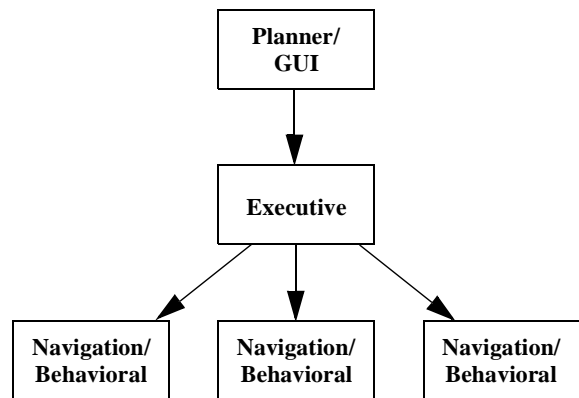 Planner/
GUI
Executive
Navigation/
Behavioral
Navigation/
Behavioral
Navigation/
Behavioral